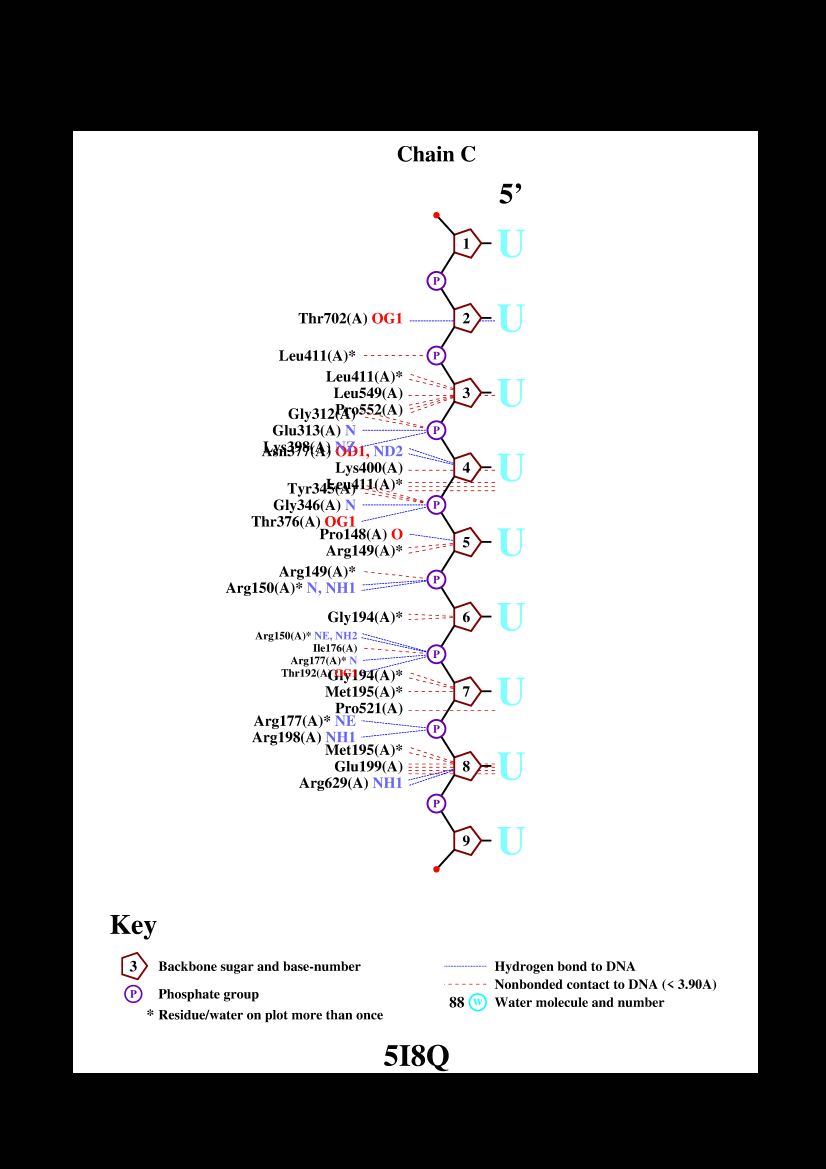 Chain C
5’
1 U
P
Thr702(A) OG1 2 U
Leu411(A)* P
Leu411(A)*
Leu549(A) 3 U
Pro552(A)
Gly312(A)
Glu313(A) N P
Lys398(A) NZ
Asn377(A) OD1, ND2
Lys400(A) 4 U
Leu411(A)*
Tyr345(A)
Gly346(A) N P
Thr376(A) OG1
Pro148(A) O
5 U
Arg149(A)*
Arg149(A)*
P
Arg150(A)* N, NH1
Gly194(A)* 6 U
Arg150(A)* NE, NH2
Ile176(A)
P
Arg177(A)* N
Thr192(A) OG1
Gly194(A)*
Met195(A)* 7 U
Pro521(A)
Arg177(A)* NE
P
Arg198(A) NH1
Met195(A)*
Glu199(A) 8 U
Arg629(A) NH1
P
9 U
Key
3 Backbone sugar and base-number
Hydrogen bond to DNA
Nonbonded contact to DNA (< 3.90A)
P Phosphate group
88 W Water molecule and number
* Residue/water on plot more than once
5I8Q